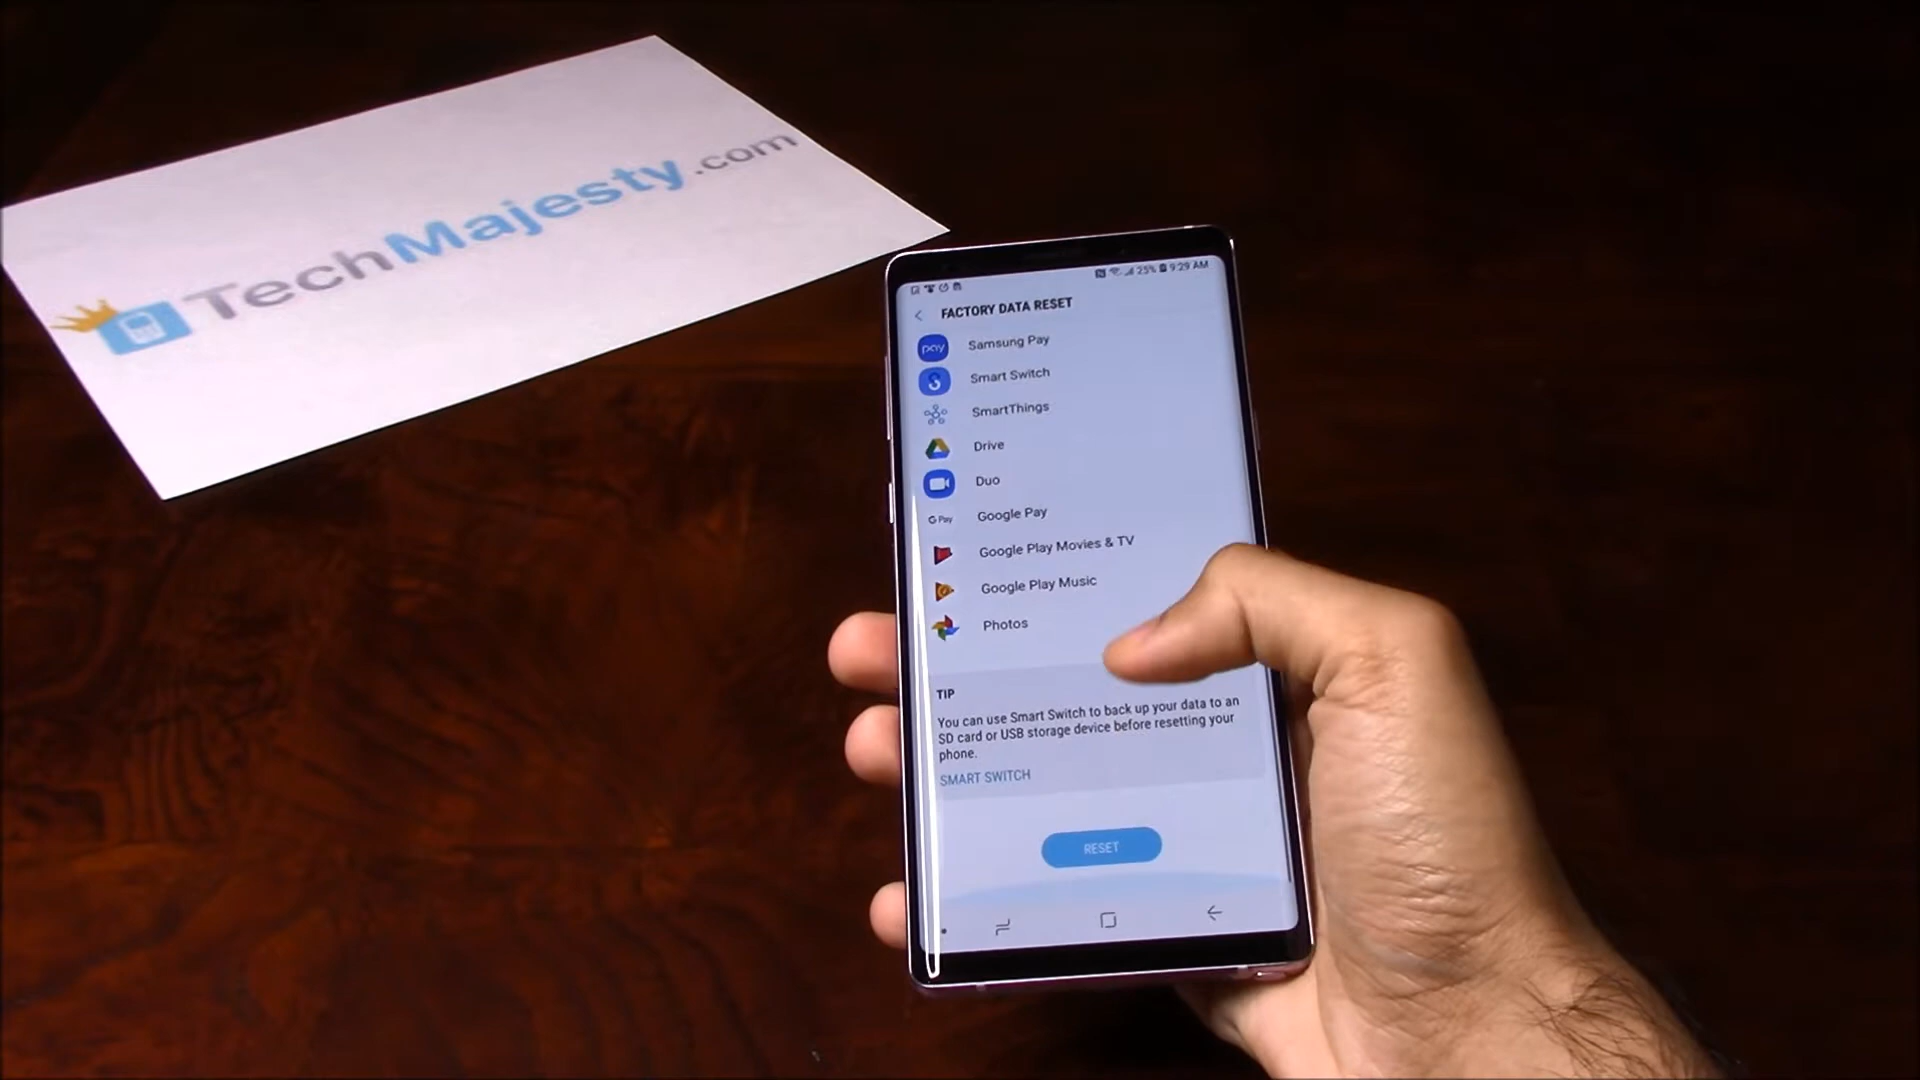 TechMajesty.com
25% 9:29 AM
FACTORY DATA RESET
pay Samsung Pay
Smart Switch
SmartThings
Drive
Duo
G Pay Google Pay
Google Play Movies & TV
Google Play Music
Photos
TIP
You can use Smart Switch to back up your data to an
SD card or USB storage device before resetting your
phone.
SMART SWITCH
RESET